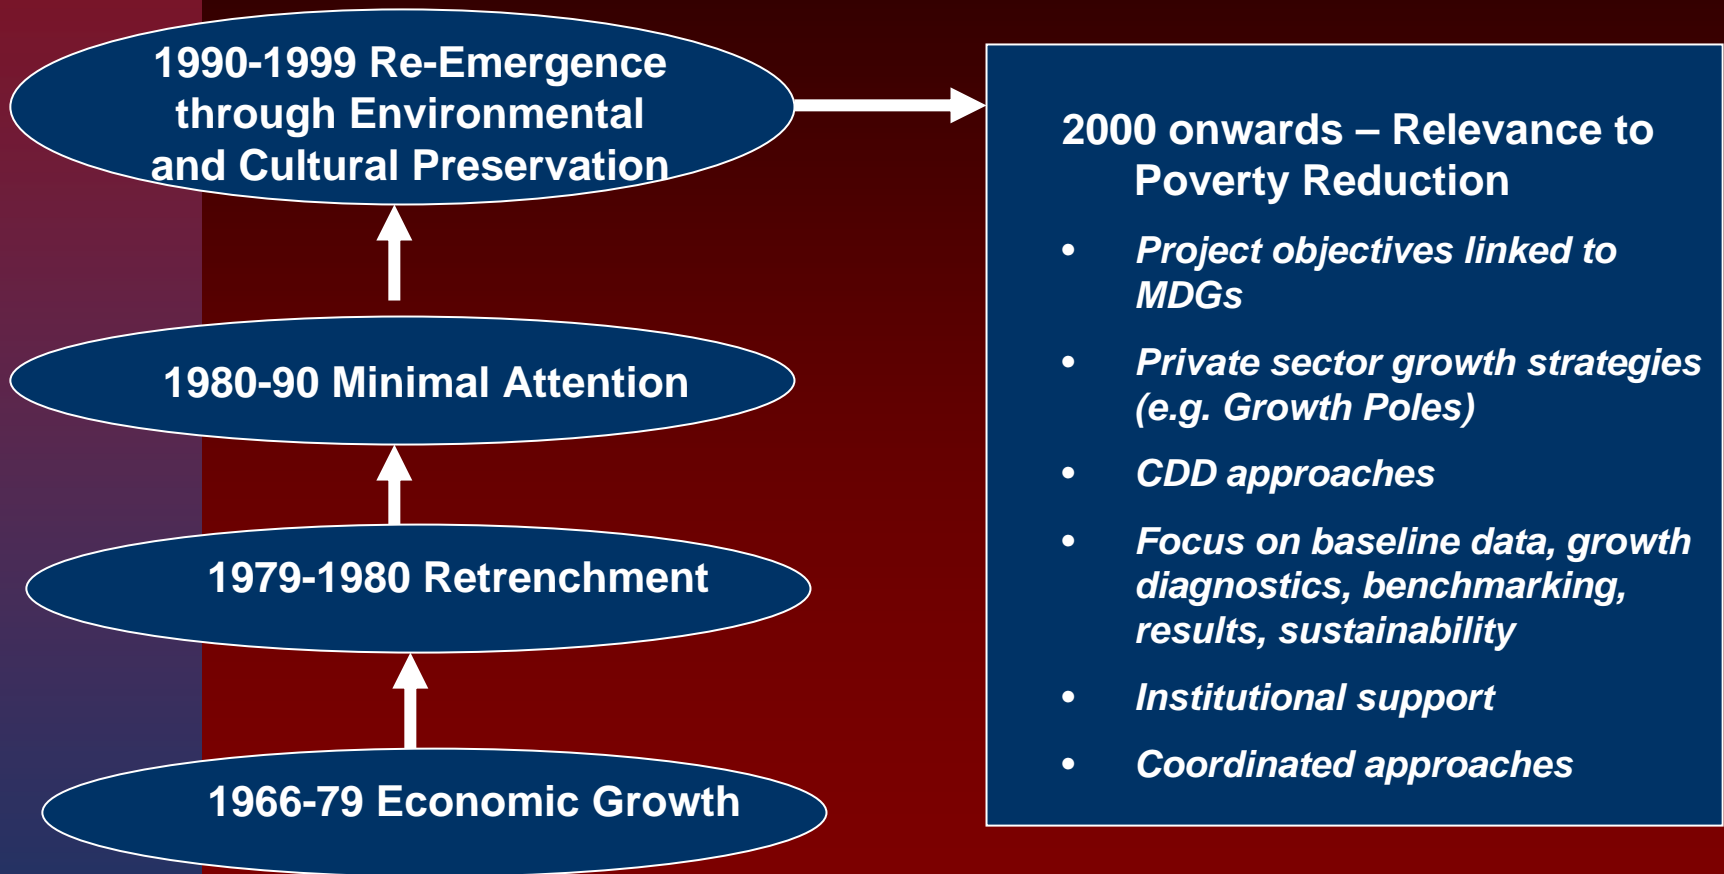 1990-1999 Re-Emergence
through Environmental
and Cultural Preservation
1980-90 Minimal Attention
1979-1980 Retrenchment
1966-79 Economic Growth
2000 onwards – Relevance to
Poverty Reduction
• Project objectives linked to
MDGs
• Private sector growth strategies
(e.g. Growth Poles)
• CDD approaches
• Focus on baseline data, growth
diagnostics, benchmarking,
results, sustainability
• Institutional support
• Coordinated approaches